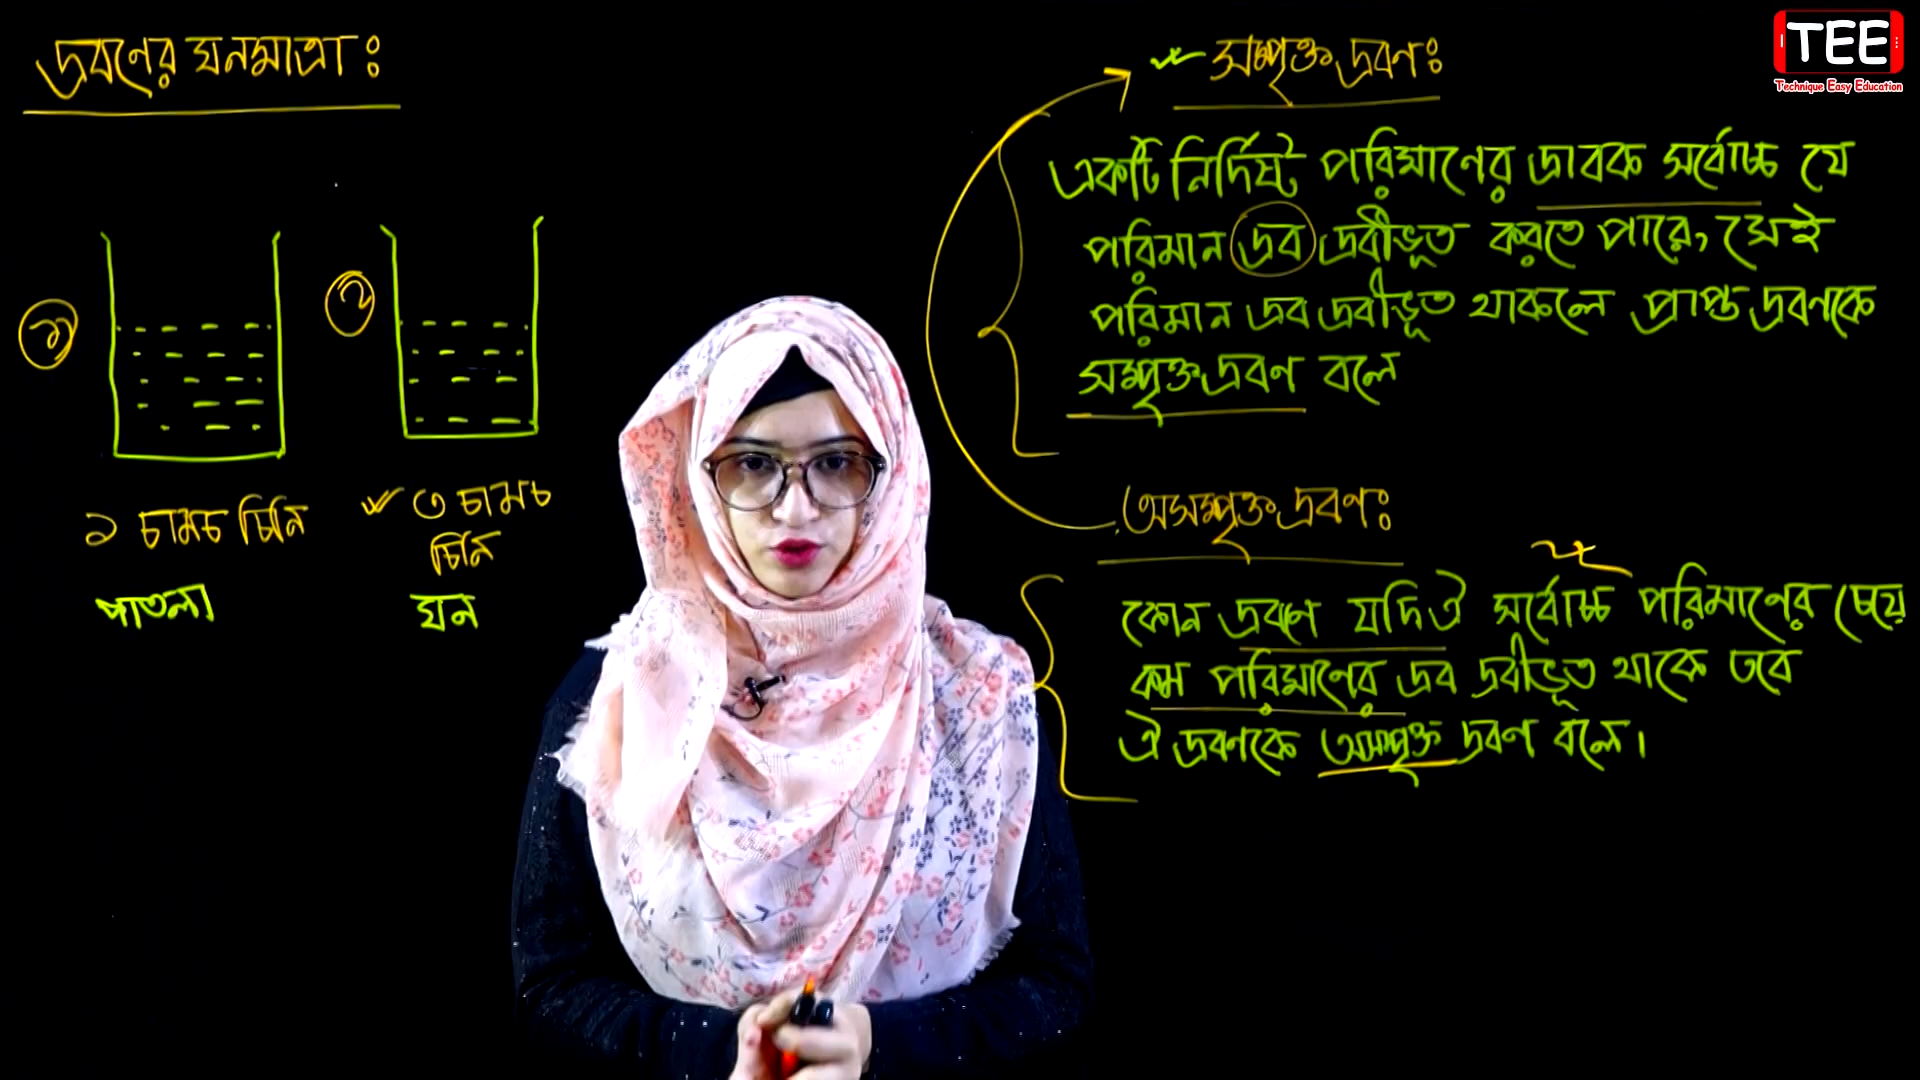 দ্রবণের ঘনমাত্রাঃ
১
২
১ চামচ চিনি
পাতলা
৩ চামচ
চিনি
ঘন
সম্পৃক্ত দ্রবণঃ
একটি নির্দিষ্ট পরিমাণের দ্রাবক সর্বোচ্চ যে
পরিমান দ্রব দ্রবীভূত করতে পারে, সেই
পরিমান দ্রব দ্রবীভূত থাকলে প্রাপ্ত দ্রবণকে
সম্পৃক্ত দ্রবণ বলে
অসম্পৃক্ত দ্রবণঃ
কোন দ্রবণে যদি ঐ সর্বোচ্চ পরিমাণের চেয়ে
কম পরিমাণের দ্রব দ্রবীভূত থাকে তবে
ঐ দ্রবণকে অসম্পৃক্ত দ্রবণ বলে।
TEE
Technique Easy Education